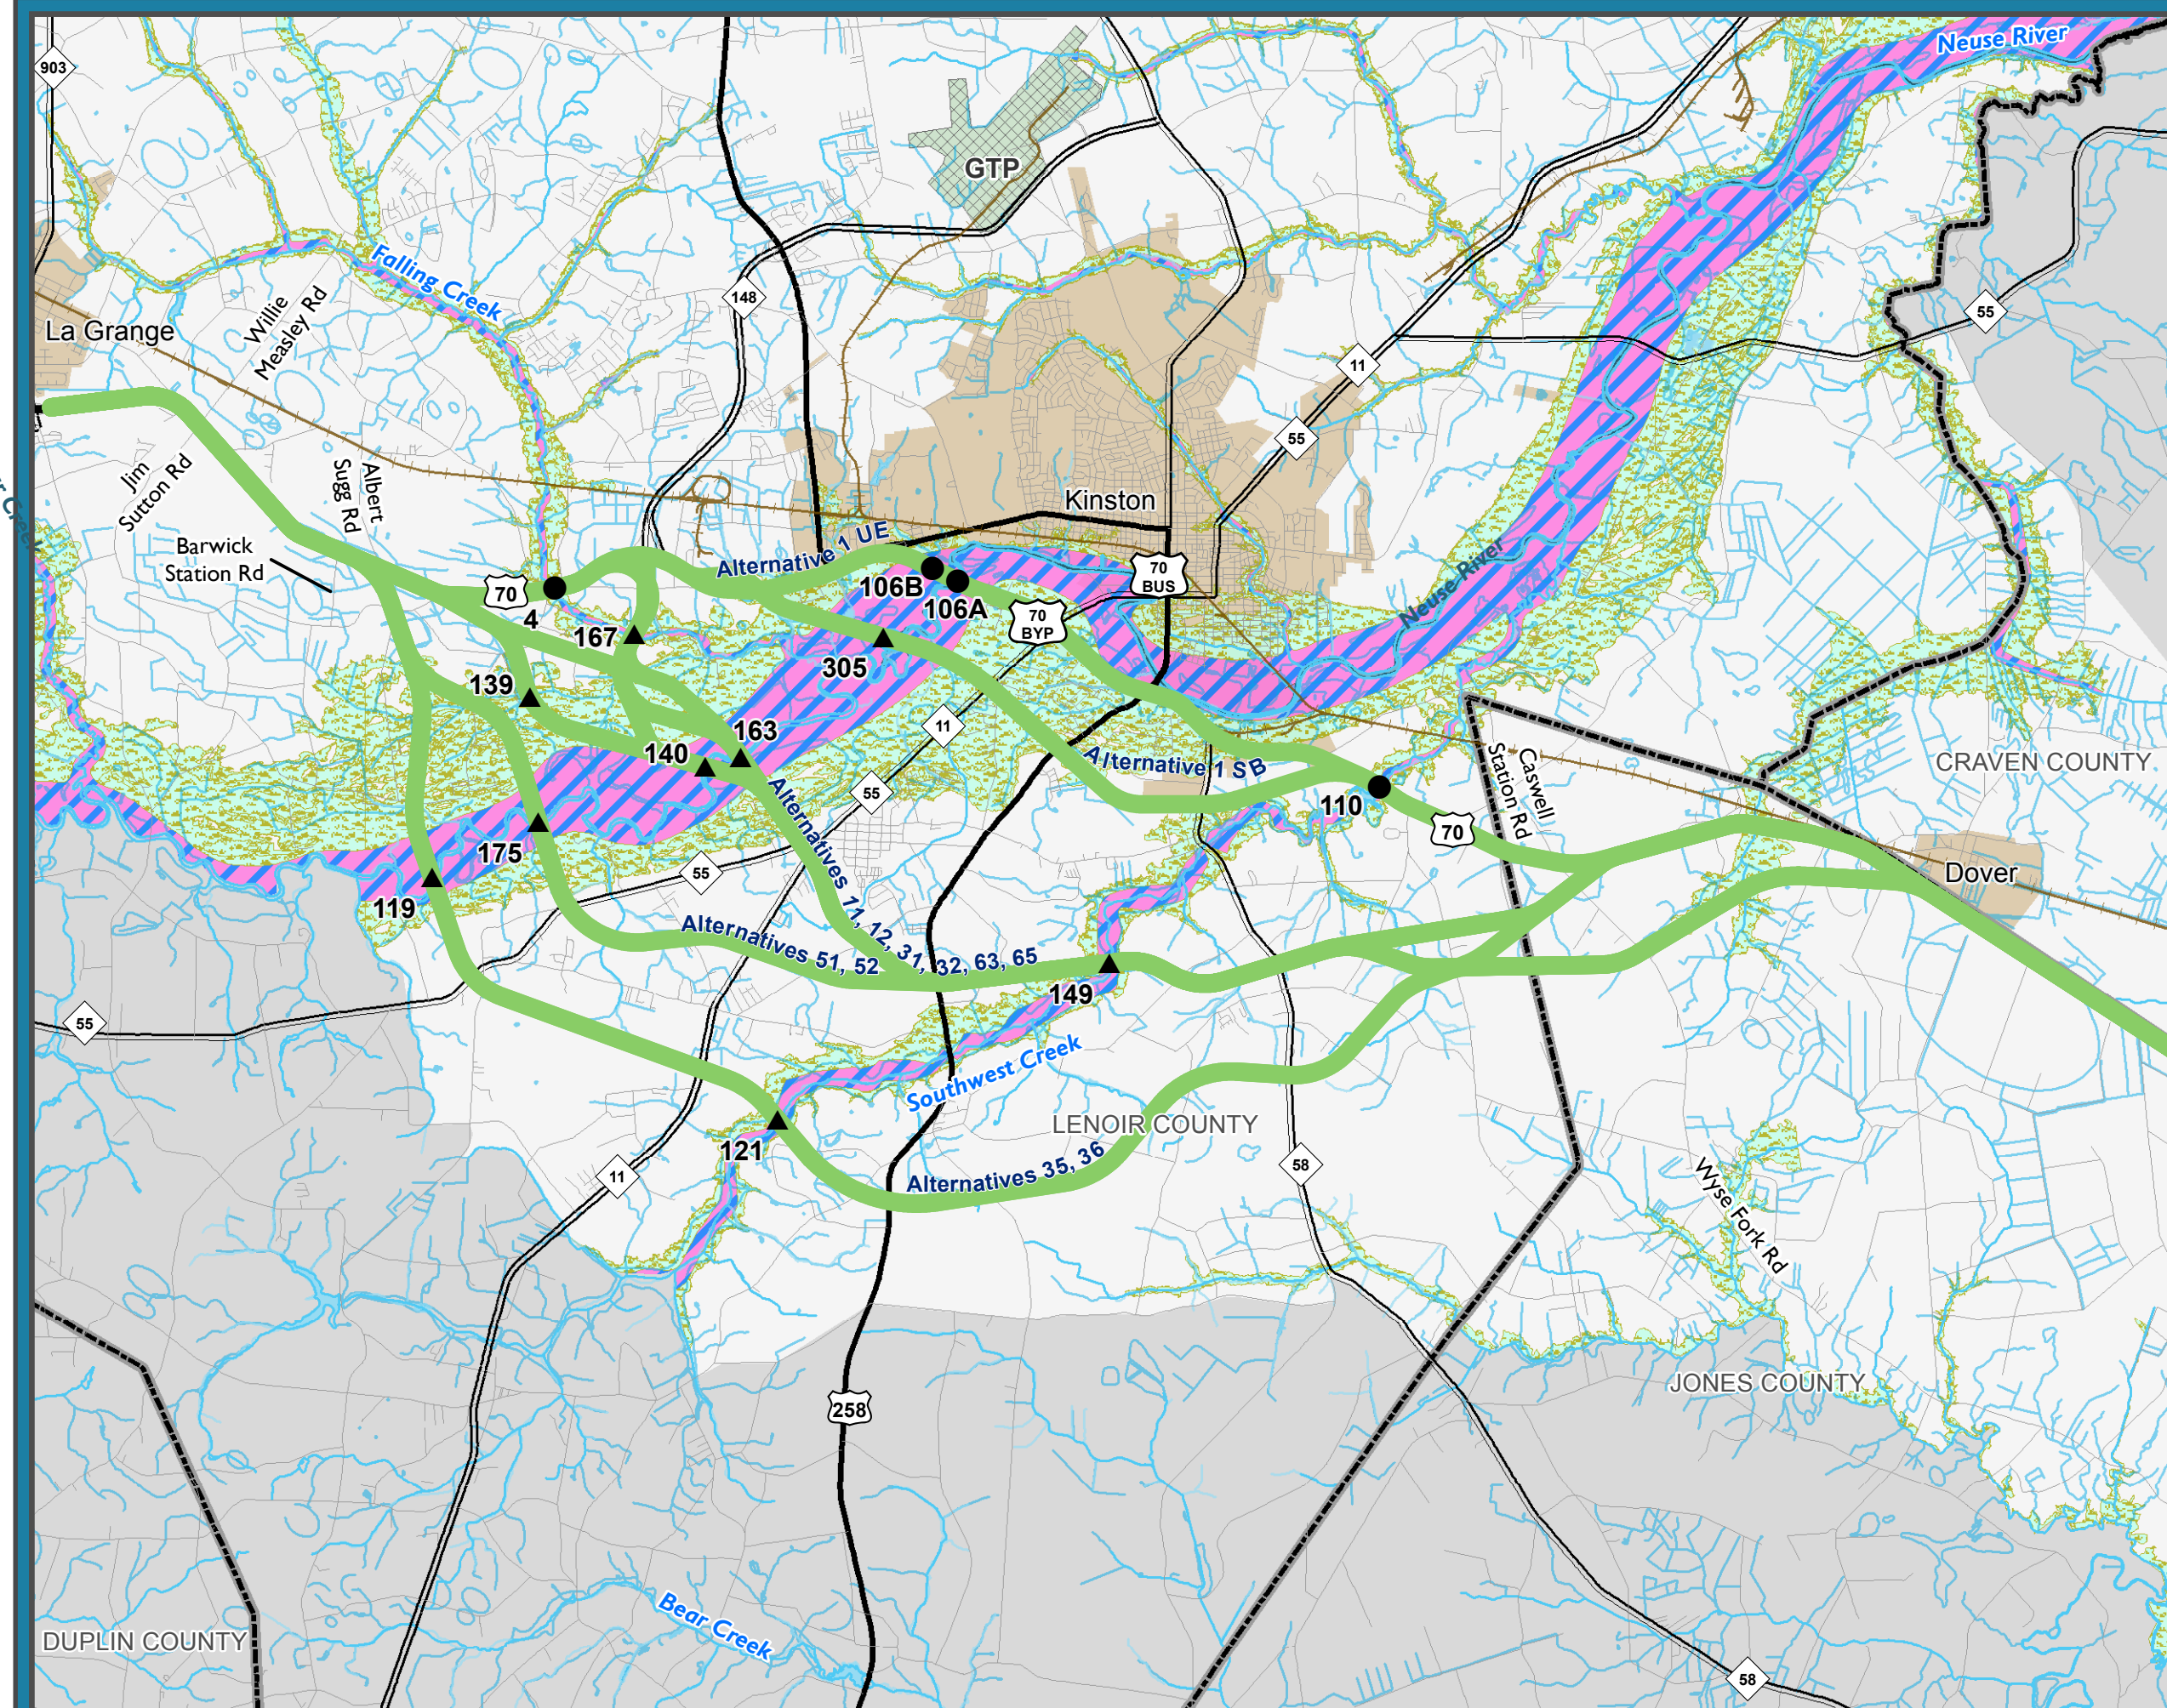 Neuse River
903
GTP
Falling Creek
148
55
Willie
Measley Rd
La Grange
11
55
Jim
Sutton Rd
Albert
Sugg Rd
Kinston
Barwick
Station Rd
Alternative 1 UE
70
BUS
70
4
106B
106A
70
BYP
Neuse River
167
305
139
163
140
11
Alternative 1 SB
Caswell
Station Rd
CRAVEN COUNTY
55
110
70
175
Dover
55
119
Alternatives 11, 12, 31, 32, 63, 65
Alternatives 51, 52
149
55
Southwest Creek
LENOIR COUNTY
121
Alternatives 35, 36
11
58
Wyse Fork Rd
JONES COUNTY
258
Bear Creek
DUPLIN COUNTY
58